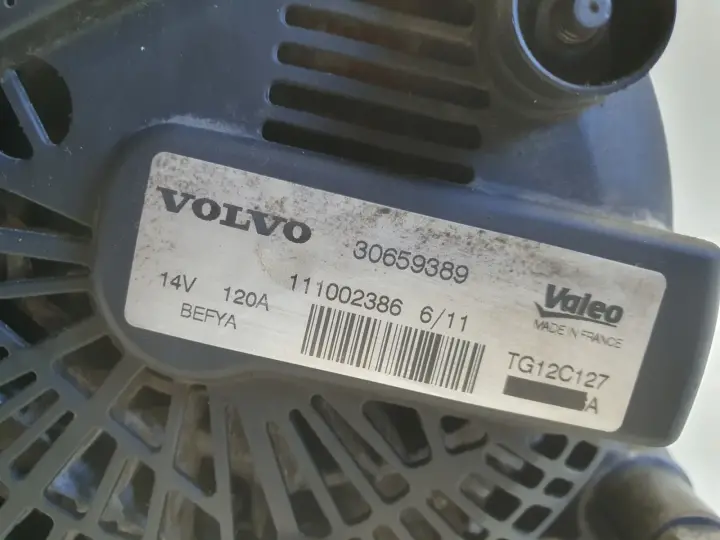 VOLVO 30659389
14V 120A 111002386 6/11
BEFYA
Valeo
MADE IN FRANCE
TG12C127